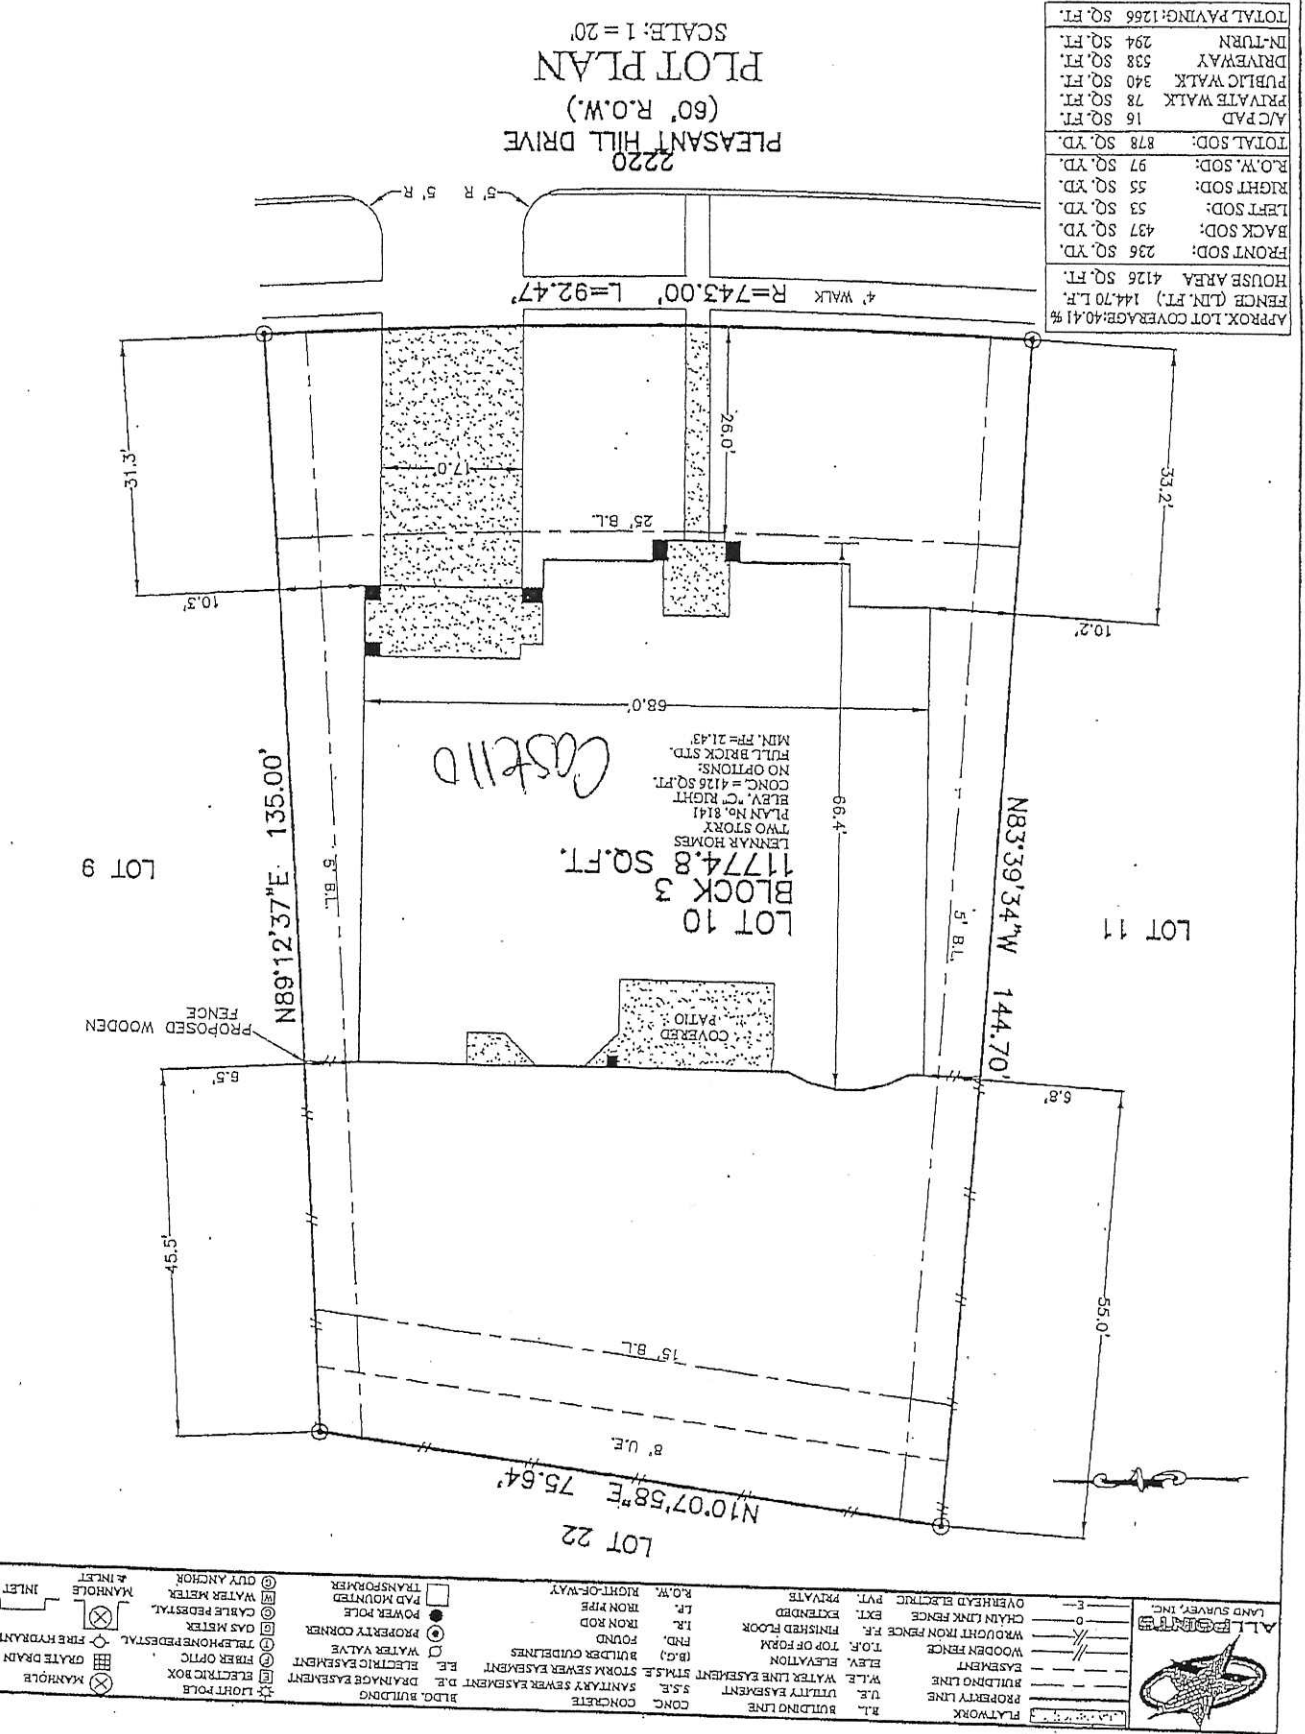 ALLPOINTS
LAND SURVEY, INC.
FLATWORK
PROPERTY LINE
BUILDING LINE
EASEMENT
WOODEN FENCE
WROUGHT IRON FENCE
CHAIN LINK FENCE
OVERHEAD ELECTRIC
B.L. BUILDING LINE
U.E. UTILITY EASEMENT
W.L.E. WATER LINE EASEMENT
ELEV. ELEVATION
T.O.F. TOP OF FORM
F.F. FINISHED FLOOR
EXT. EXTENDED
PVT. PRIVATE
CONC. CONCRETE
S.S.E. SANITARY SEWER EASEMENT
STM.S.E. STORM SEWER EASEMENT
(B.G.) BUILDER GUIDELINES
FND. FOUND
I.R. IRON ROD
I.P. IRON PIPE
R.O.W. RIGHT-OF-WAY
BLDG. BUILDING
D.E. DRAINAGE EASEMENT
E.E. ELECTRIC EASEMENT
WATER VALVE
PROPERTY CORNER
POWER POLE
PAD MOUNTED
TRANSFORMER
LIGHT POLE
E ELECTRIC BOX
F FIBER OPTIC
T TELEPHONE PEDESTAL
G GAS METER
C CABLE PEDESTAL
W WATER METER
G GUY ANCHOR
MANHOLE
GRATE DRAIN
FIRE HYDRANT
MANHOLE
& INLET
INLET
LOT 22
N10°07'58"E 75.64'
8' U.E.
15' B.L.
55.0'
45.5'
6.8'
6.5'
PROPOSED WOODEN
FENCE
COVERED
PATIO
LOT 11
N83°39'34"W 144.70'
5' B.L.
LOT 10
BLOCK 3
11774.8 SQ.FT.
LENNAR HOMES
TWO STORY
PLAN No. 8141
ELEV. "C" RIGHT
CONC. = 4126 SQ.FT.
NO OPTIONS:
FULL BRICK STD.
MIN. FF= 21.43'
Castello
66.4'
68.0'
5' B.L.
N89°12'37"E 135.00'
LOT 9
10.2'
10.3'
33.2'
31.3'
25' B.L.
26.0'
17.0'
4' WALK R=743.00' L=92.47'
5' R 5' R
2220
PLEASANT HILL DRIVE
(60' R.O.W.)
PLOT PLAN
SCALE: 1 = 20'
APPROX. LOT COVERAGE: 40.41 %
FENCE (LIN. FT.) 144.70 L.F.
HOUSE AREA 4126 SQ. FT.
FRONT SOD: 236 SQ. YD.
BACK SOD: 437 SQ. YD.
LEFT SOD: 53 SQ. YD.
RIGHT SOD: 55 SQ. YD.
R.O.W. SOD: 97 SQ. YD.
TOTAL SOD: 878 SQ. YD.
A/C PAD 16 SQ. FT.
PRIVATE WALK 78 SQ. FT.
PUBLIC WALK 340 SQ. FT.
DRIVEWAY 538 SQ. FT.
IN-TURN 294 SQ. FT.
TOTAL PAVING: 1266 SQ. FT.